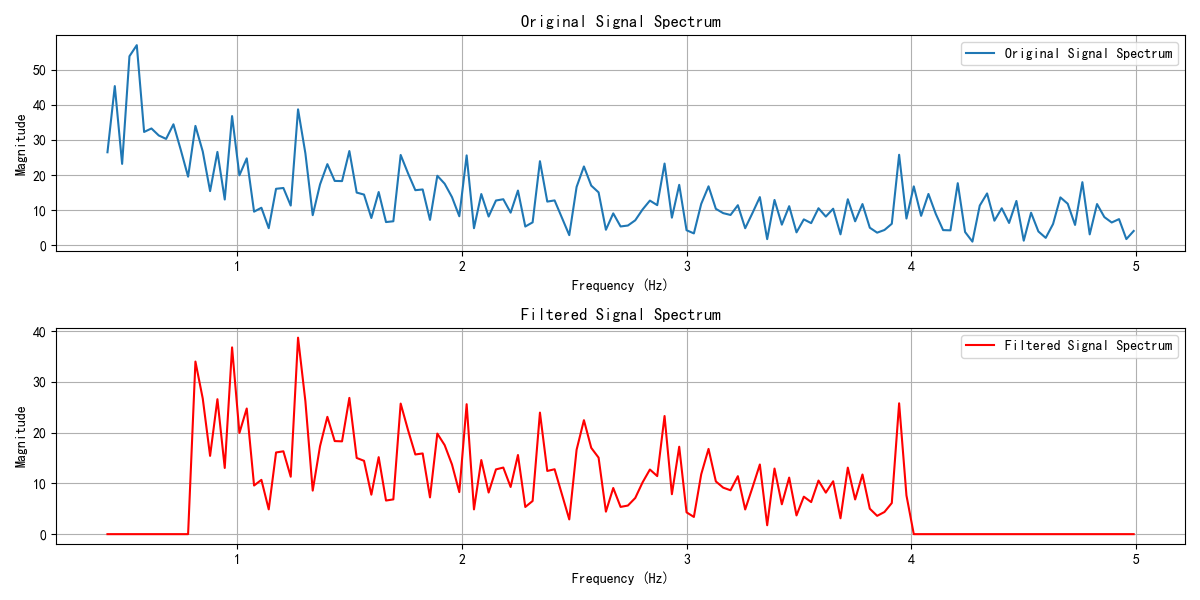 Original Signal Spectrum
Original Signal Spectrum
Magnitude
50
40
30
20
10
0
1
2
3
4
5
Frequency (Hz)
Filtered Signal Spectrum
Filtered Signal Spectrum
Magnitude
40
30
20
10
0
1
2
3
4
5
Frequency (Hz)